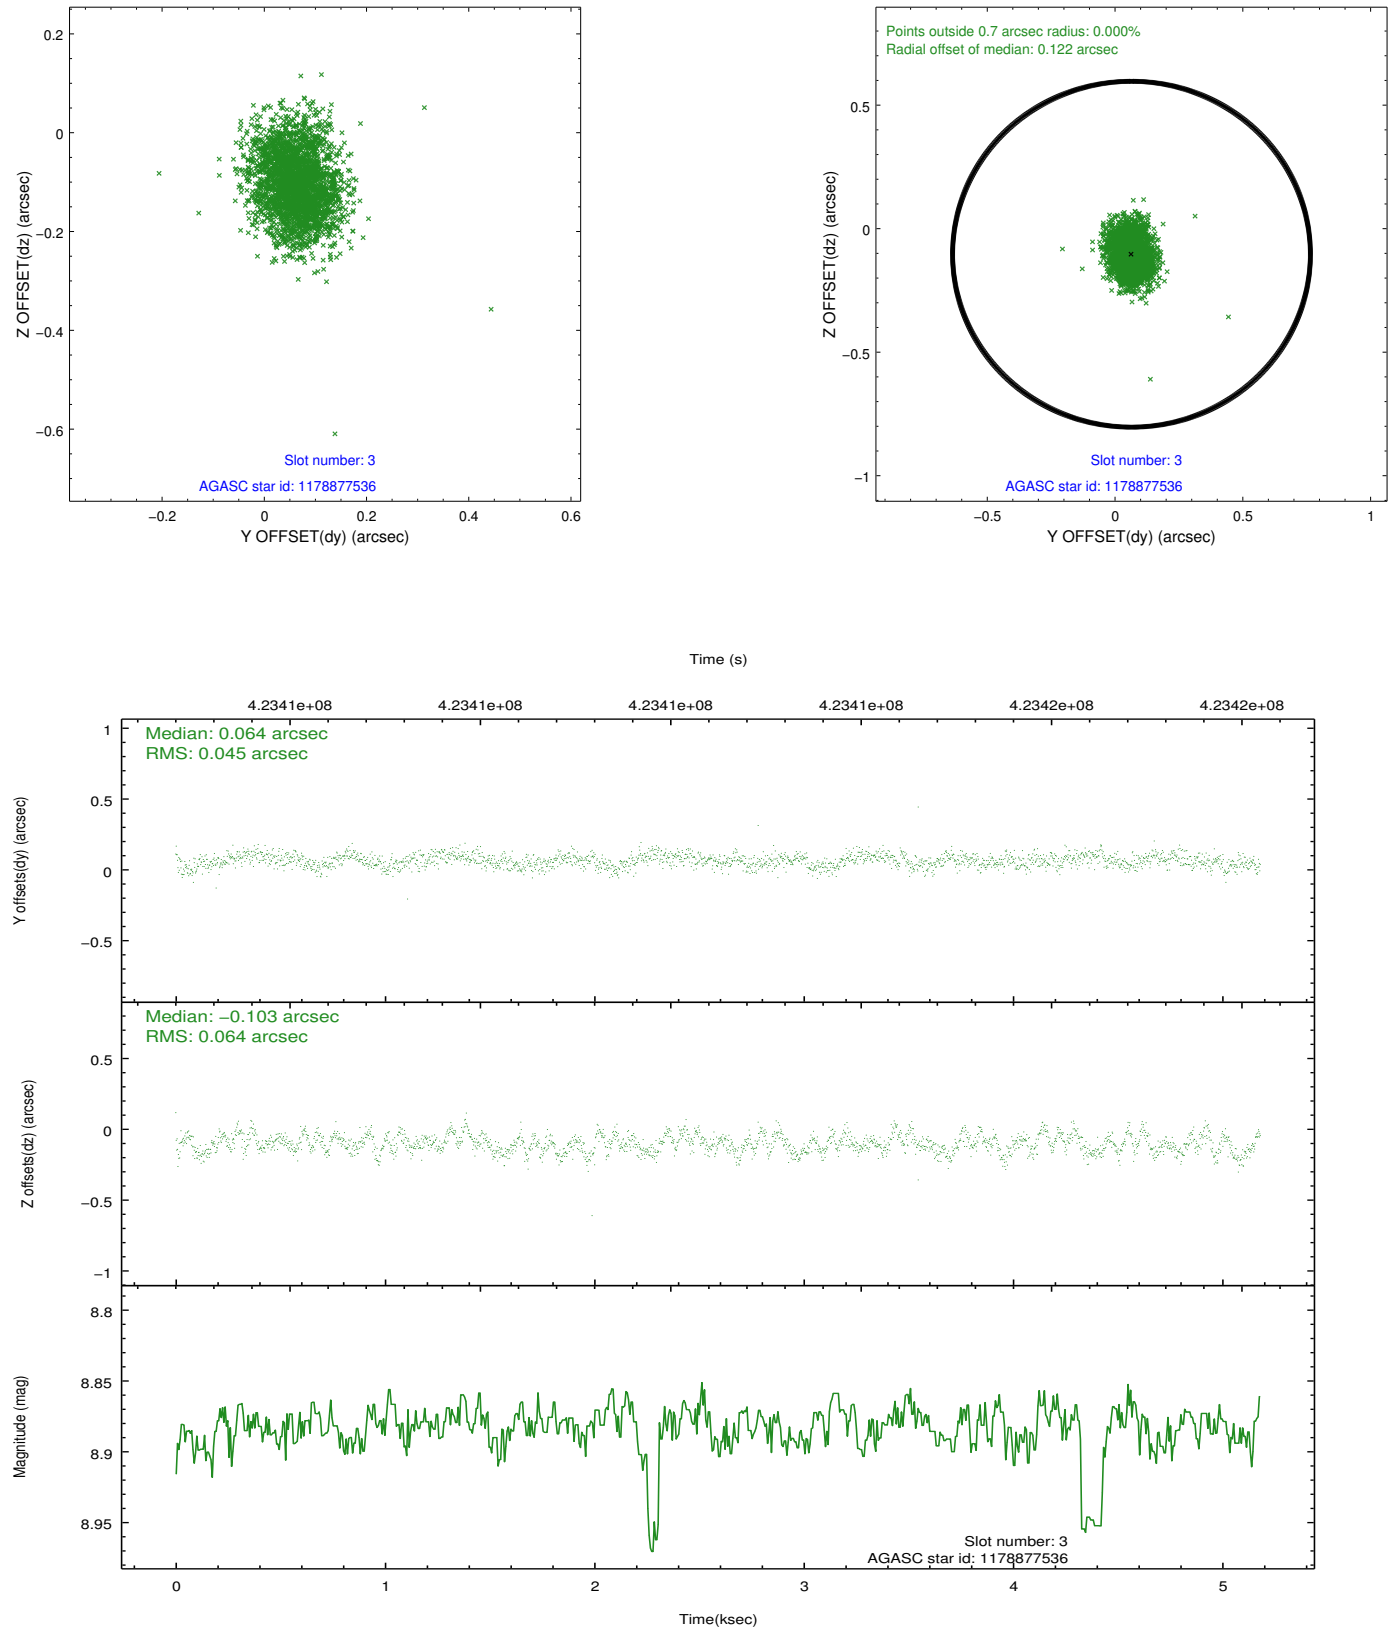 0.2
0
−0.2
−0.4
−0.6
Z OFFSET(dz) (arcsec)
Slot number: 3
AGASC star id: 1178877536
−0.2 0 0.2 0.4 0.6
Y OFFSET(dy) (arcsec)
Points outside 0.7 arcsec radius: 0.000%
Radial offset of median: 0.122 arcsec
0.5
0
−0.5
−1
Z OFFSET(dz) (arcsec)
Slot number: 3
AGASC star id: 1178877536
−0.5 0 0.5 1
Y OFFSET(dy) (arcsec)
Time (s)
4.2341e+08 4.2341e+08 4.2341e+08 4.2341e+08 4.2342e+08 4.2342e+08
Median: 0.064 arcsec
RMS: 0.045 arcsec
1
0.5
0
−0.5
Y offsets(dy) (arcsec)
Median: −0.103 arcsec
RMS: 0.064 arcsec
0.5
0
−0.5
−1
Z offsets(dz) (arcsec)
8.8
8.85
8.9
8.95
Magnitude (mag)
Slot number: 3
AGASC star id: 1178877536
0 1 2 3 4 5
Time(ksec)